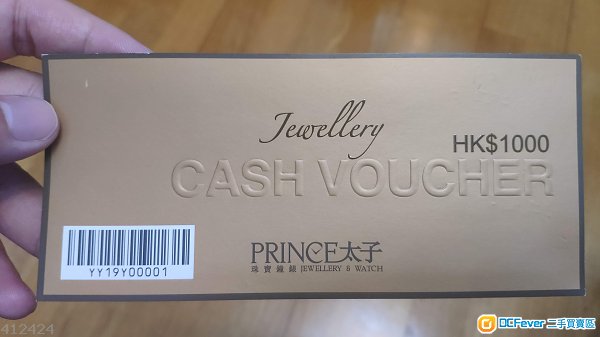 Jewellery
HK$1000
CASH VOUCHER
PRINCE太子
珠寶鐘錶 JEWELLERY & WATCH
YY19Y00001
412424
DCFever 二手買賣區